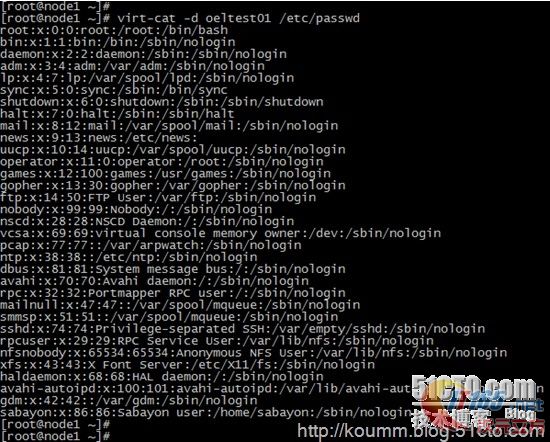 [root@node1 ~]#
[root@node1 ~]# virt-cat -d oeltest01 /etc/passwd
root:x:0:0:root:/root:/bin/bash
bin:x:1:1:bin:/bin:/sbin/nologin
daemon:x:2:2:daemon:/sbin:/sbin/nologin
adm:x:3:4:adm:/var/adm:/sbin/nologin
lp:x:4:7:lp:/var/spool/lpd:/sbin/nologin
sync:x:5:0:sync:/sbin:/bin/sync
shutdown:x:6:0:shutdown:/sbin:/sbin/shutdown
halt:x:7:0:halt:/sbin:/sbin/halt
mail:x:8:12:mail:/var/spool/mail:/sbin/nologin
news:x:9:13:news:/etc/news:
uucp:x:10:14:uucp:/var/spool/uucp:/sbin/nologin
operator:x:11:0:operator:/root:/sbin/nologin
games:x:12:100:games:/usr/games:/sbin/nologin
gopher:x:13:30:gopher:/var/gopher:/sbin/nologin
ftp:x:14:50:FTP User:/var/ftp:/sbin/nologin
nobody:x:99:99:Nobody:/:/sbin/nologin
nscd:x:28:28:NSCD Daemon:/:/sbin/nologin
vcsa:x:69:69:virtual console memory owner:/dev:/sbin/nologin
pcap:x:77:77::/var/arpwatch:/sbin/nologin
ntp:x:38:38::/etc/ntp:/sbin/nologin
dbus:x:81:81:System message bus:/:/sbin/nologin
avahi:x:70:70:Avahi daemon:/:/sbin/nologin
rpc:x:32:32:Portmapper RPC user:/:/sbin/nologin
mailnull:x:47:47::/var/spool/mqueue:/sbin/nologin
smmsp:x:51:51::/var/spool/mqueue:/sbin/nologin
sshd:x:74:74:Privilege-separated SSH:/var/empty/sshd:/sbin/nologin
rpcuser:x:29:29:RPC Service User:/var/lib/nfs:/sbin/nologin
nfsnobody:x:65534:65534:Anonymous NFS User:/var/lib/nfs:/sbin/nologin
xfs:x:43:43:X Font Server:/etc/X11/fs:/sbin/nologin
haldaemon:x:68:68:HAL daemon:/:/sbin/nologin
avahi-autoipd:x:100:101:avahi-autoipd:/var/lib/avahi-autoipd:/sbin/nologin
gdm:x:42:42::/var/gdm:/sbin/nologin
sabayon:x:86:86:Sabayon user:/home/sabayon:/sbin/nologin
[root@node1 ~]#
[root@node1 ~]#
51CTO.com
技术博客 Blog
http://koumm.blog.51cto.com